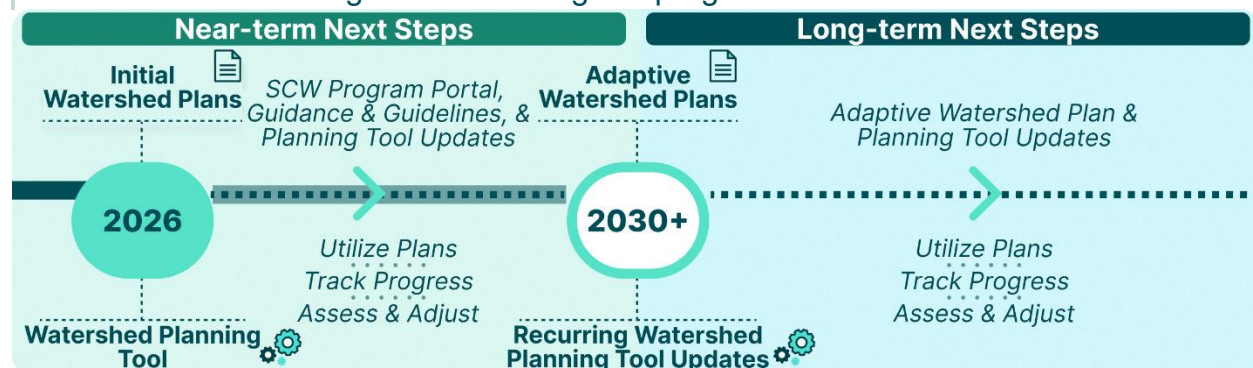 Near-term Next Steps
Long-term Next Steps
Initial
Watershed Plans
SCW Program Portal,
Guidance & Guidelines, &
Planning Tool Updates
Adaptive
Watershed Plans
Adaptive Watershed Plan &
Planning Tool Updates
2026
2030+
Utilize Plans
Track Progress
Assess & Adjust
Utilize Plans
Track Progress
Assess & Adjust
Watershed Planning
Tool
Recurring Watershed
Planning Tool Updates